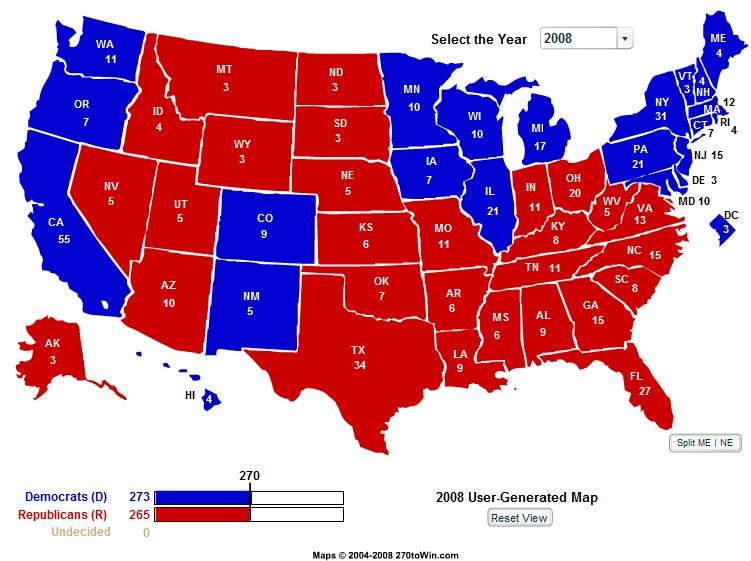 Select the Year 2008
WA
11
OR
7
CA
55
NV
5
ID
4
MT
3
WY
3
UT
5
AZ
10
CO
9
NM
5
ND
3
SD
3
NE
5
KS
6
OK
7
TX
34
MN
10
IA
7
MO
11
AR
6
LA
9
WI
10
IL
21
MI
17
IN
11
OH
20
KY
8
TN 11
MS
6
AL
9
GA
15
FL
27
SC
8
NC 15
VA
13
WV
5
PA
21
NY
31
VT
3
4
NH
ME
4
12
MA
RI
4
CT
7
NJ 15
DE 3
MD 10
DC
3
AK
3
HI 4
Split ME | NE
270
Democrats (D) 273
Republicans (R) 265
Undecided 0
2008 User-Generated Map
Reset View
Maps © 2004-2008 270toWin.com